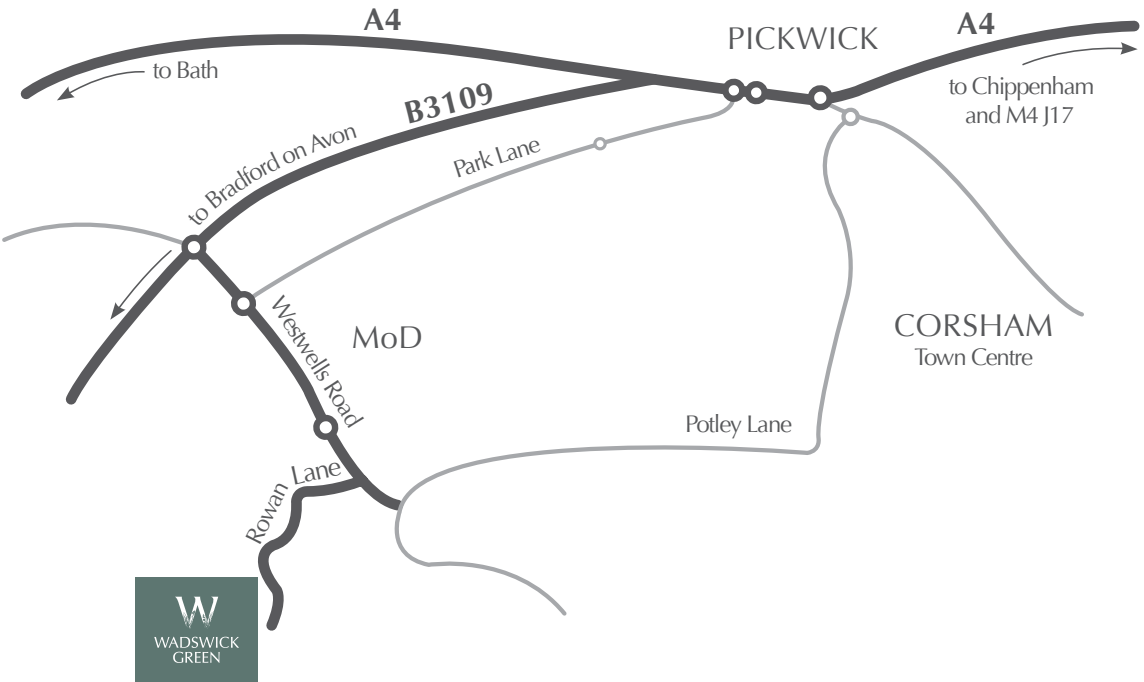 A4
A4
PICKWICK
to Bath
to Chippenham
and M4 J17
B3109
to Bradford on Avon
Park Lane
Westwells Road
MoD
CORSHAM
Town Centre
Potley Lane
Rowan Lane
W
WADSWICK
GREEN